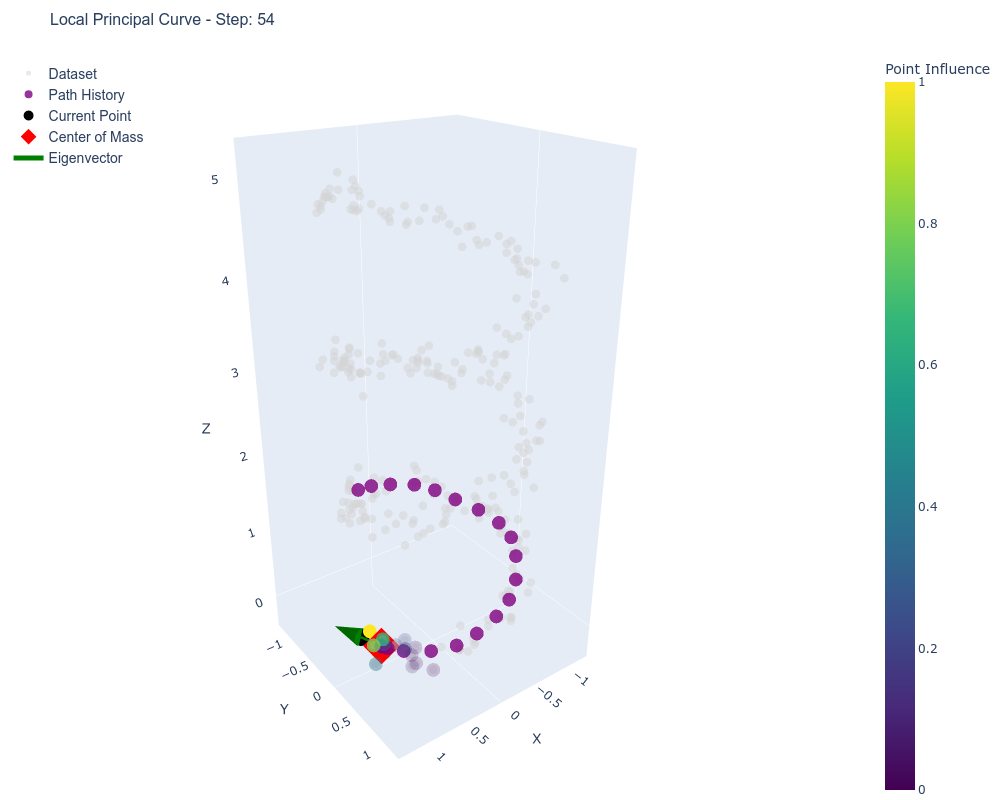 Local Principal Curve - Step: 54
Dataset
Path History
Current Point
Center of Mass
Eigenvector
Point Influence
1
0.8
0.6
0.4
0.2
0
5
4
3
2
1
0
Z
−1
−0.5
0
0.5
1
Y
1
0.5
0
−0.5
−1
X